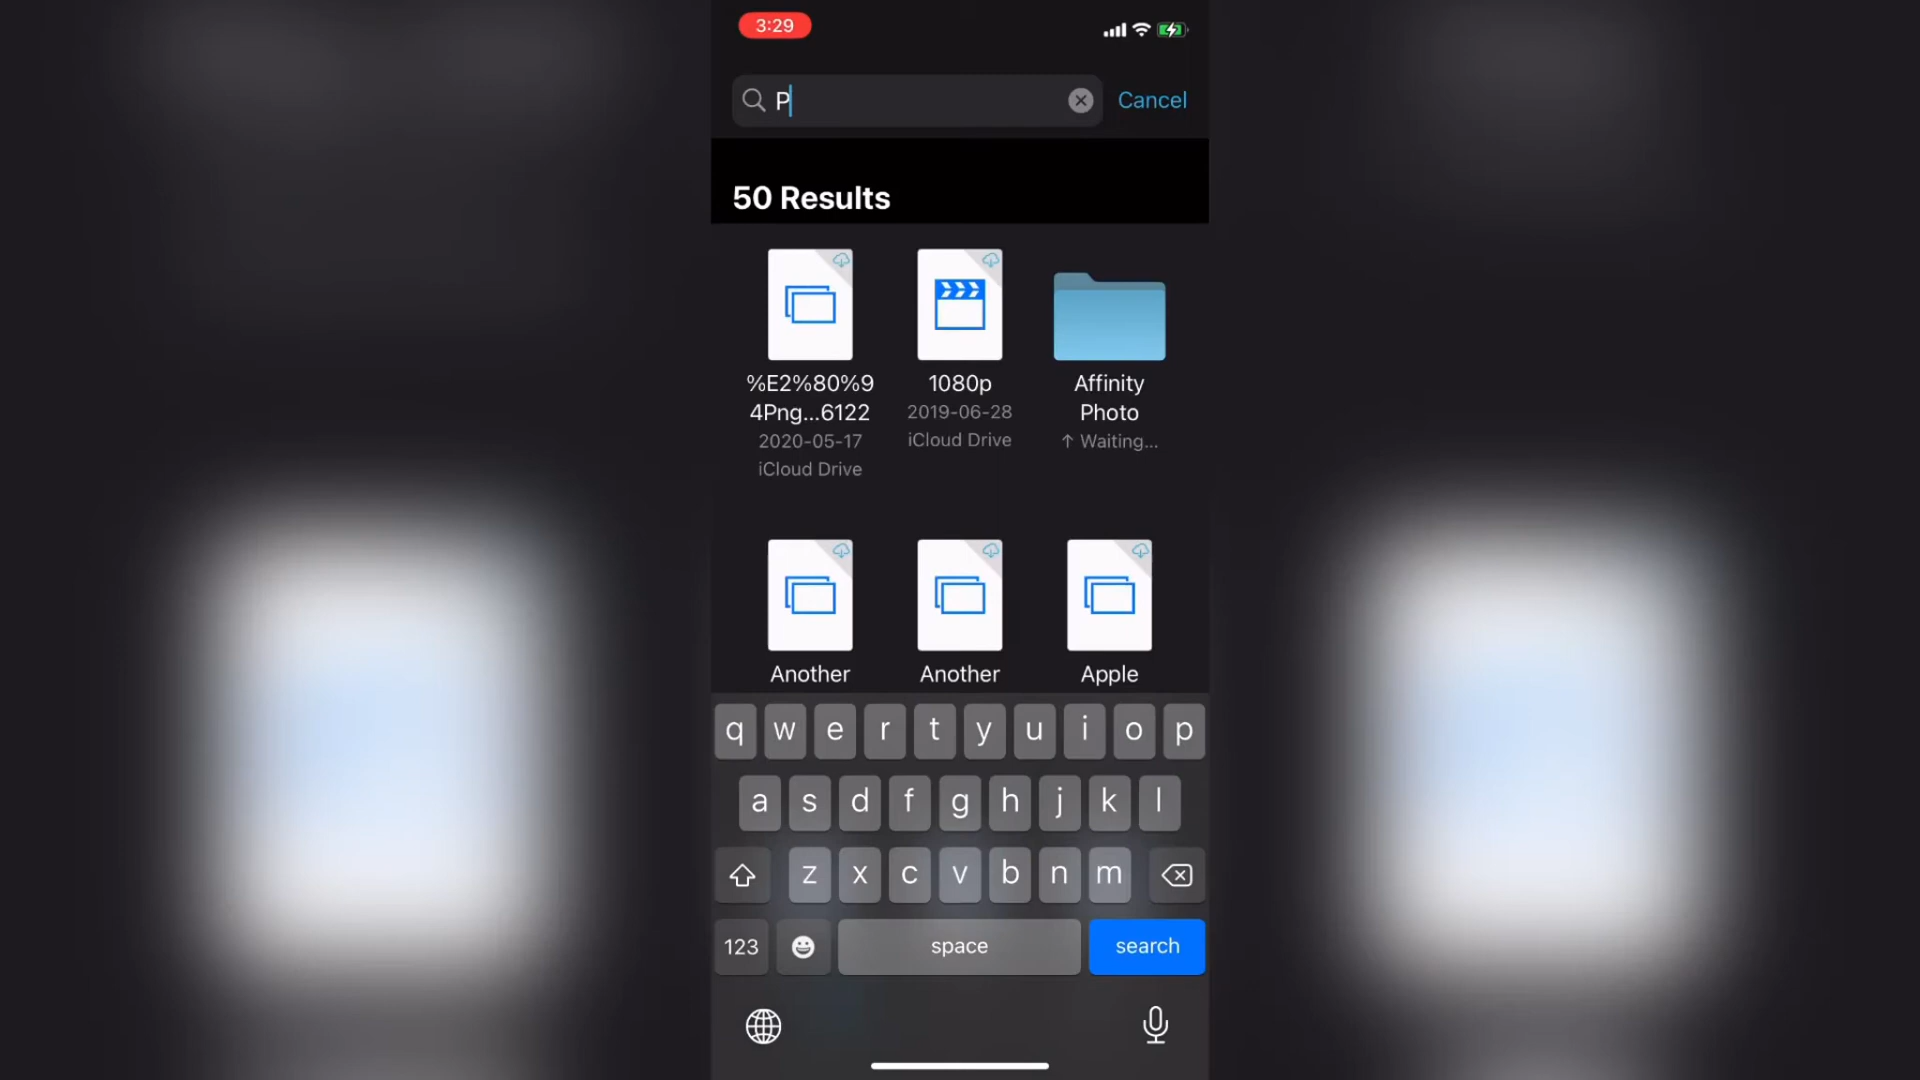 3:29
P
Cancel
50 Results
%E2%80%9
4Png...6122
2020-05-17
iCloud Drive
1080p
2019-06-28
iCloud Drive
Affinity
Photo
↑ Waiting...
Another
Another
Apple
q w e r t y u i o p
a s d f g h j k l
z x c v b n m
123
space
search